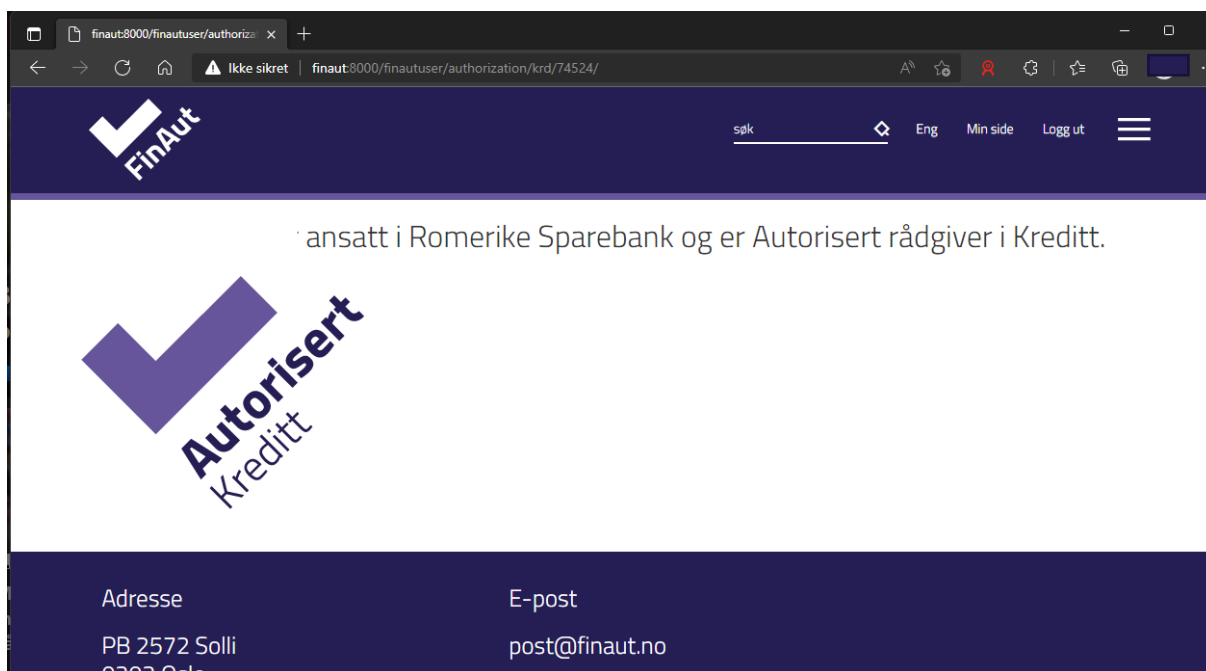 finaut:8000/finautuser/authoriza
Ikke sikret finaut:8000/finautuser/authorization/krd/74524/
FinAut
søk Eng Min side Logg ut
ansatt i Romerike Sparebank og er Autorisert rådgiver i Kreditt.
Autorisert
Kreditt
Adresse E-post
PB 2572 Solli post@finaut.no